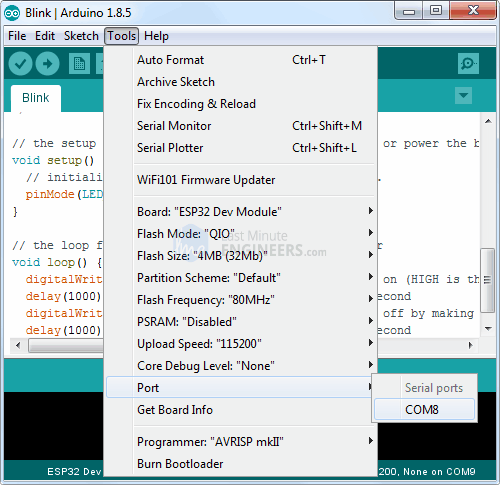 Blink | Arduino 1.8.5
File Edit Sketch Tools Help
Blink
Auto Format Ctrl+T
Archive Sketch
Fix Encoding & Reload
Serial Monitor Ctrl+Shift+M
Serial Plotter Ctrl+Shift+L
WiFi101 Firmware Updater
Board: "ESP32 Dev Module"
Flash Mode: "QIO"
Flash Size: "4MB (32Mb)"
Partition Scheme: "Default"
Flash Frequency: "80MHz"
PSRAM: "Disabled"
Upload Speed: "115200"
Core Debug Level: "None"
Port
Get Board Info
Programmer: "AVRISP mkII"
Burn Bootloader
Serial ports
COM8
// the setup or power the b
void setup()
// initiali .
pinMode(LED
}
// the loop f r
void loop() {
digitalWrit on (HIGH is th
delay(1000) econd
digitalWrit off by making
delay(1000) econd
Last Minute
ENGINEERS.com
ESP32 Dev 200, None on COM9